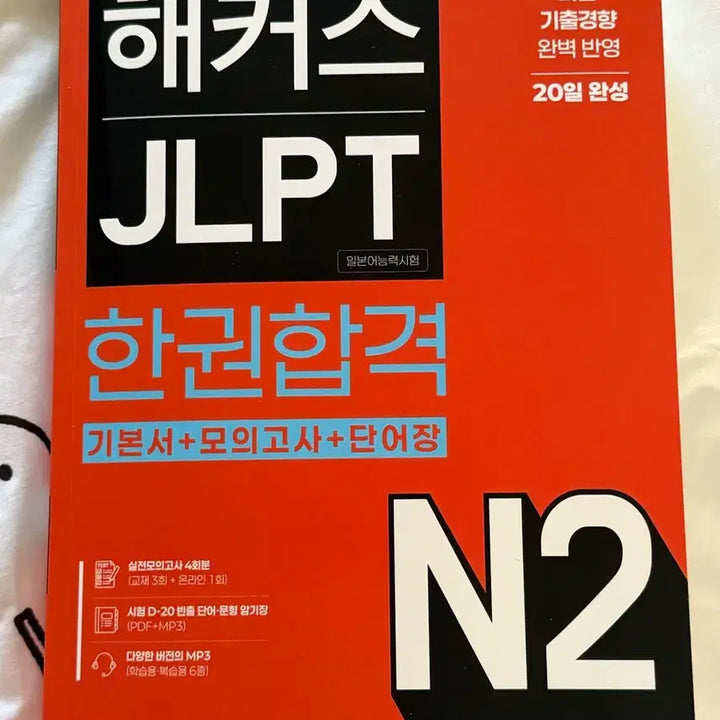 해커스
JLPT
일본어능력시험
기출경향
완벽 반영
20일 완성
한권합격
기본서+모의고사+단어장
N2
실전모의고사 4회분
(교재 3회 + 온라인 1회)
시험 D-20 빈출 단어·문형 암기장
(PDF+MP3)
다양한 버전의 MP3
(학습용·복습용 6종)